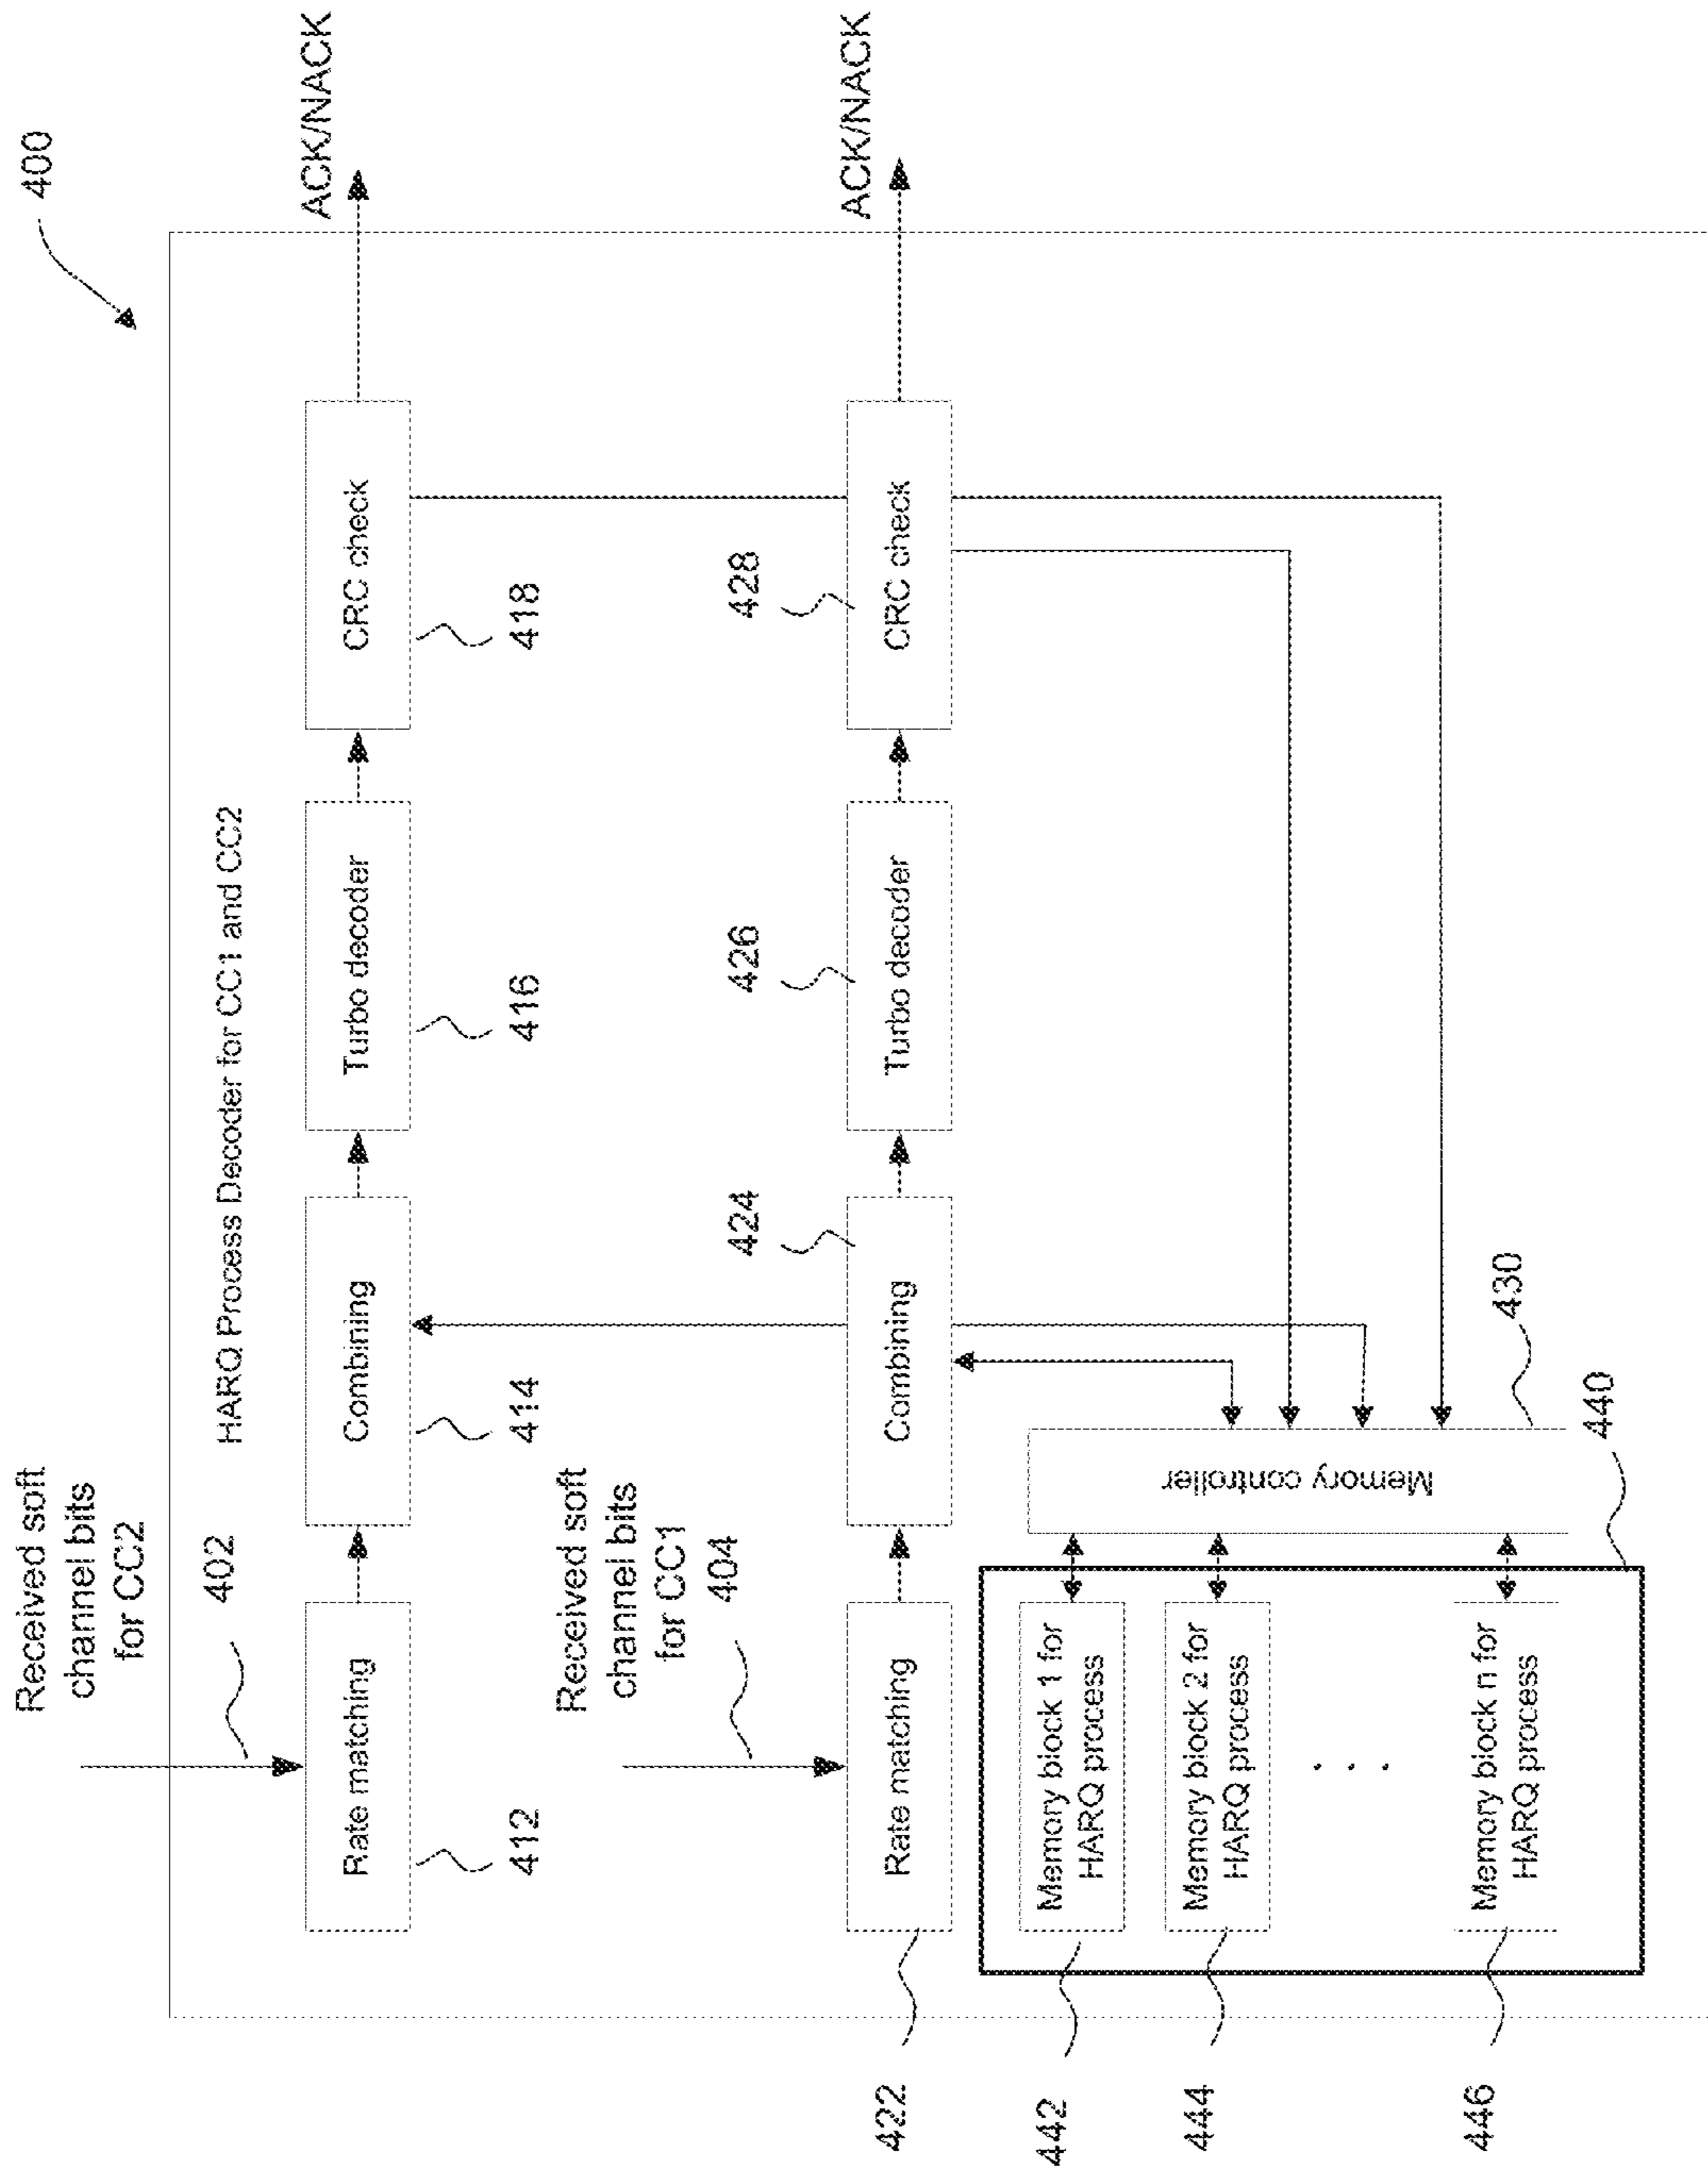 400
HARQ Process Decoder for CC1 and CC2
Received soft
channel bits
for CC2
402
Rate matching
412
Combining
414
Turbo decoder
416
CRC check
418
ACK/NACK
Received soft
channel bits
for CC1
404
Rate matching
422
Combining
424
Turbo decoder
426
CRC check
428
ACK/NACK
Memory controller
430
440
Memory block 1 for
HARQ process
442
Memory block 2 for
HARQ process
444
. . .
Memory block n for
HARQ process
446